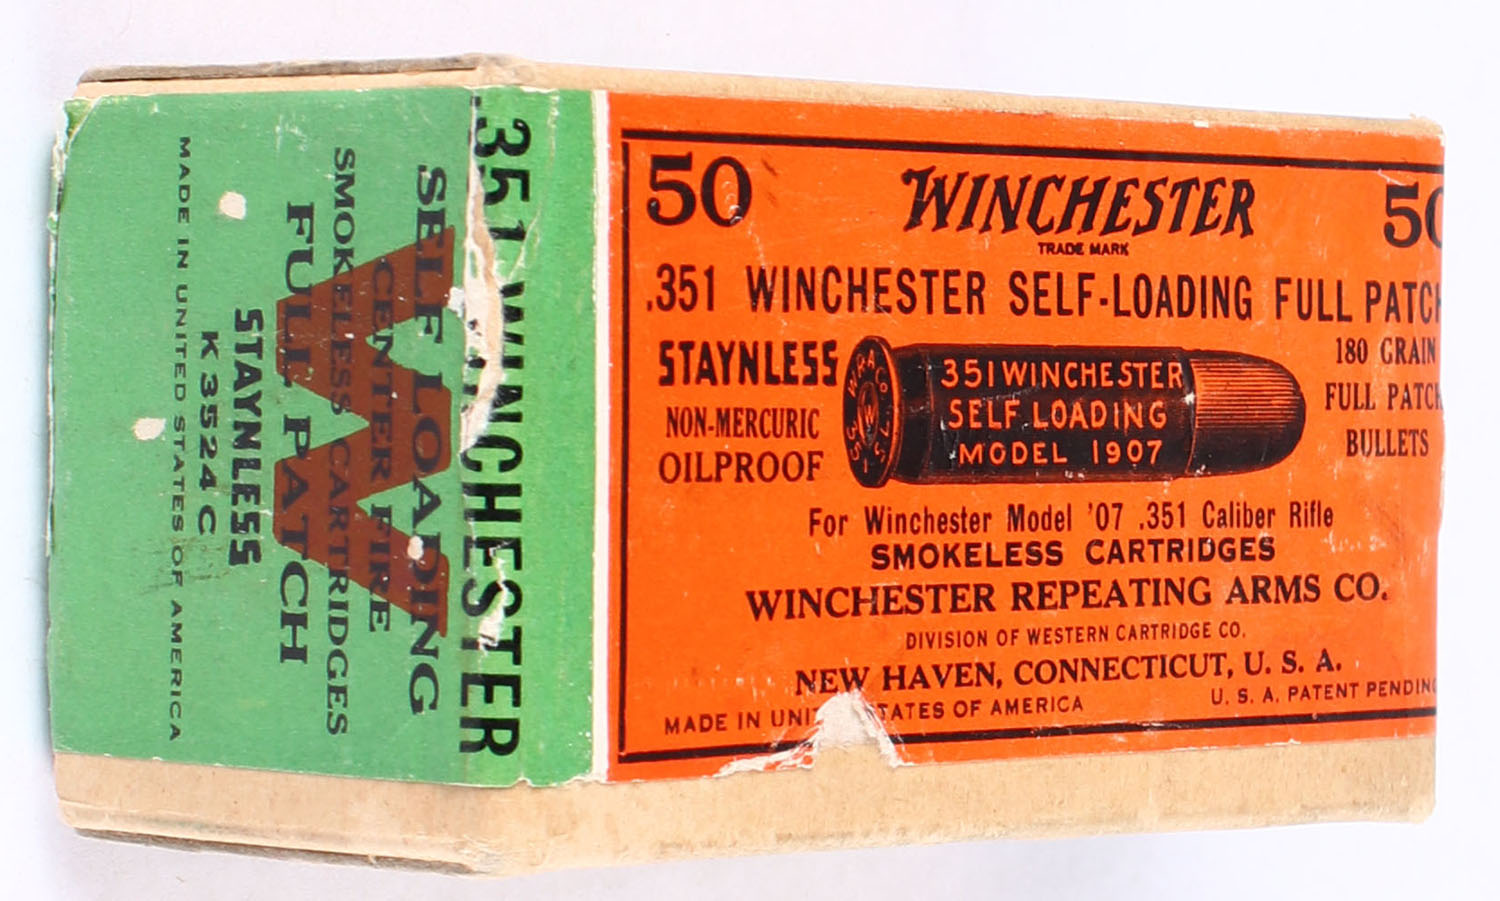 .351 WINCHESTER
SELF LOADING
CENTER FIRE
SMOKELESS CARTRIDGES
FULL PATCH
STAYNLESS
K 3524 C
MADE IN UNITED STATES OF AMERICA
50 WINCHESTER 50
TRADE MARK
.351 WINCHESTER SELF-LOADING FULL PATCH
STAYNLESS
NON-MERCURIC
OILPROOF
W.R.A. CO.
W
351 S.L.
351 WINCHESTER
SELF LOADING
MODEL 1907
180 GRAIN
FULL PATCH
BULLETS
For Winchester Model '07 .351 Caliber Rifle
SMOKELESS CARTRIDGES
WINCHESTER REPEATING ARMS CO.
DIVISION OF WESTERN CARTRIDGE CO.
NEW HAVEN, CONNECTICUT, U. S. A.
MADE IN UNI TATES OF AMERICA
U. S. A. PATENT PENDING